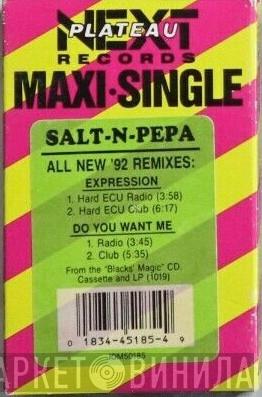 NEXT
PLATEAU
RECORDS
MAXI·SINGLE
SALT-N-PEPA
ALL NEW '92 REMIXES:
EXPRESSION
1. Hard ECU Radio (3:58)
2. Hard ECU Club (6:17)
DO YOU WANT ME
1. Radio (3:45)
2. Club (5:35)
From the "Blacks' Magic" CD,
Cassette and LP (1019)
0 1834-45185-4 9
МАРКЕТ ВИНИЛА